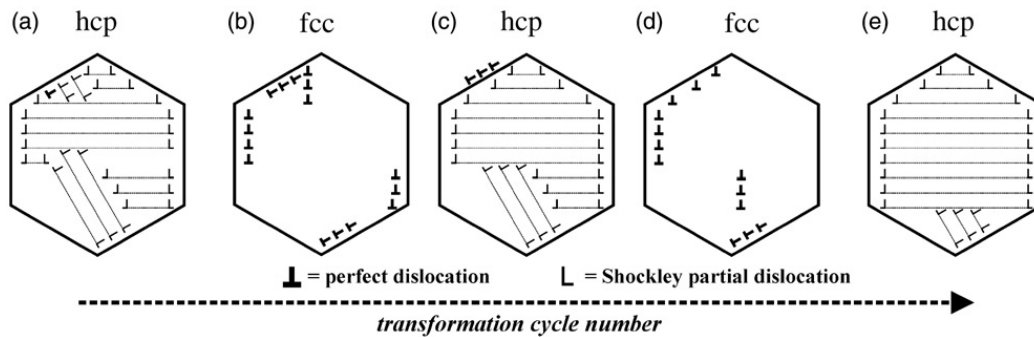 (a) hcp (b) fcc (c) hcp (d) fcc (e) hcp
= perfect dislocation = Shockley partial dislocation
transformation cycle number